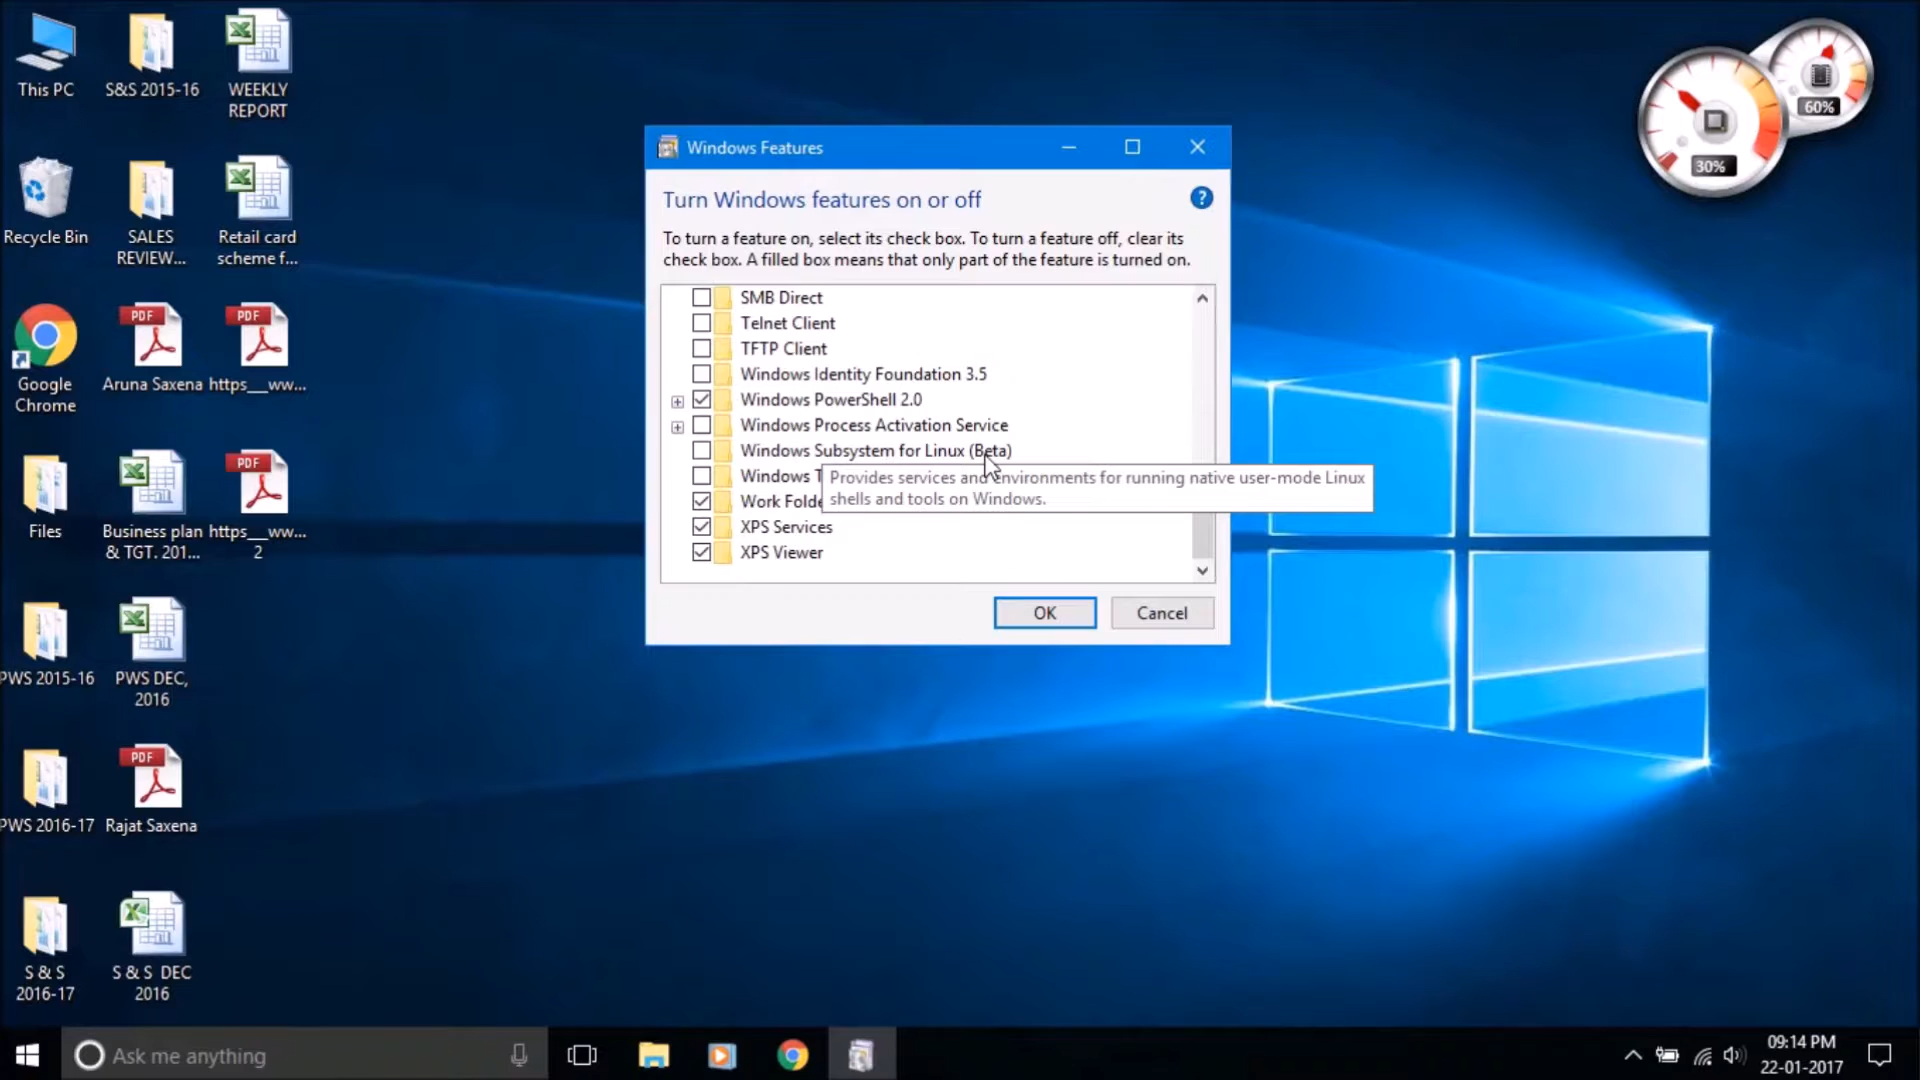 This PC
S&S 2015-16
WEEKLY
REPORT
Recycle Bin
SALES
REVIEW...
Retail card
scheme f...
Google
Chrome
PDF
Aruna Saxena
PDF
https__ww...
Files
Business plan
& TGT. 201...
PDF
https__ww...
2
PWS 2015-16
PWS DEC,
2016
PWS 2016-17
PDF
Rajat Saxena
S & S
2016-17
S & S DEC
2016
60%
30%
Windows Features
Turn Windows features on or off
?
To turn a feature on, select its check box. To turn a feature off, clear its
check box. A filled box means that only part of the feature is turned on.
SMB Direct
Telnet Client
TFTP Client
Windows Identity Foundation 3.5
Windows PowerShell 2.0
Windows Process Activation Service
Windows Subsystem for Linux (Beta)
Windows T
Provides services and environments for running native user-mode Linux
shells and tools on Windows.
Work Folde
XPS Services
XPS Viewer
OK
Cancel
Ask me anything
09:14 PM
22-01-2017